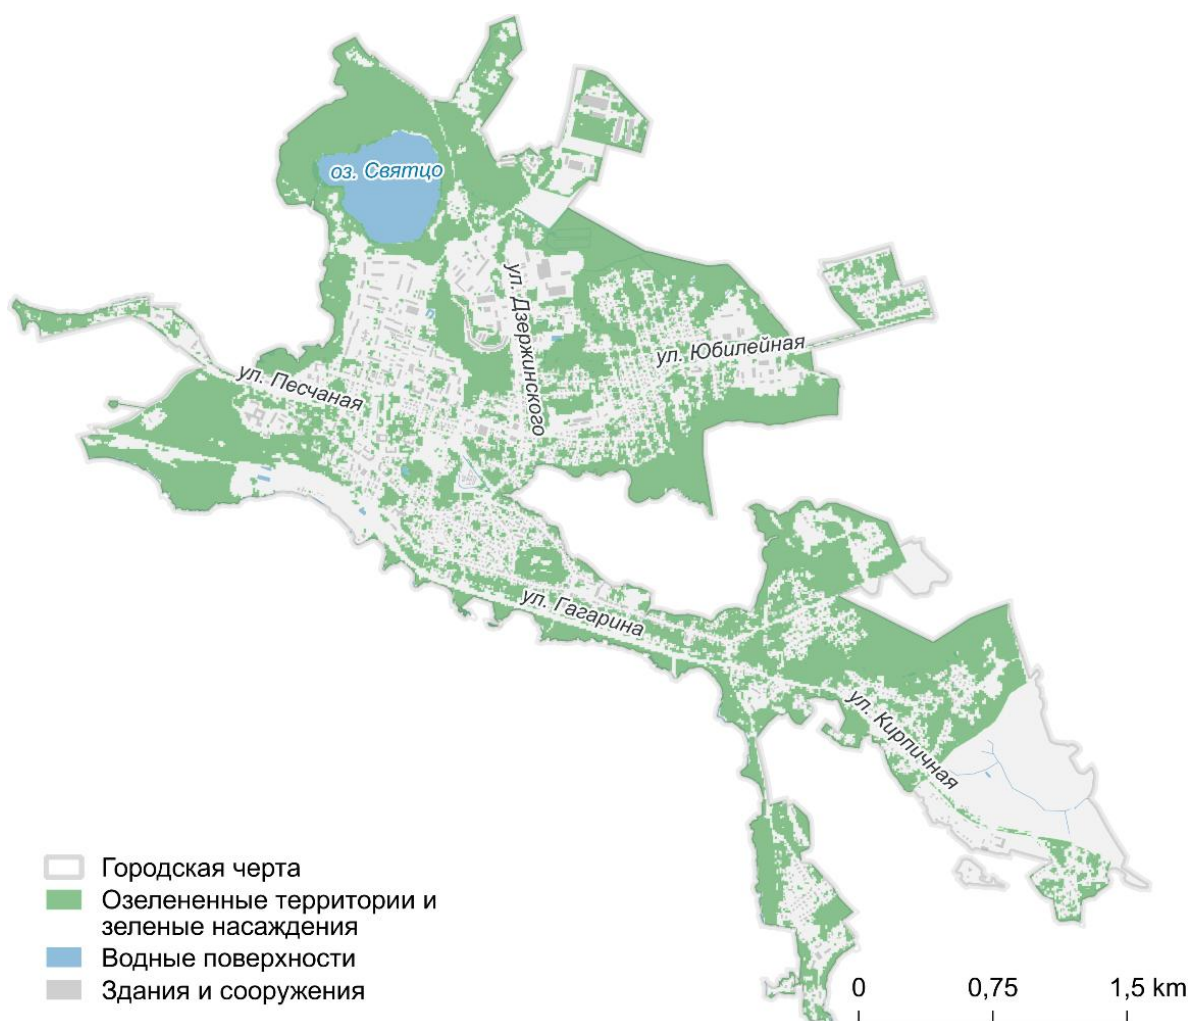 оз. Святцо
ул. Дзержинского
ул. Юбилейная
ул. Песчаная
ул. Гагарина
ул. Кирпичная
Городская черта
Озелененные территории и
зеленые насаждения
Водные поверхности
Здания и сооружения
0 0,75 1,5 km